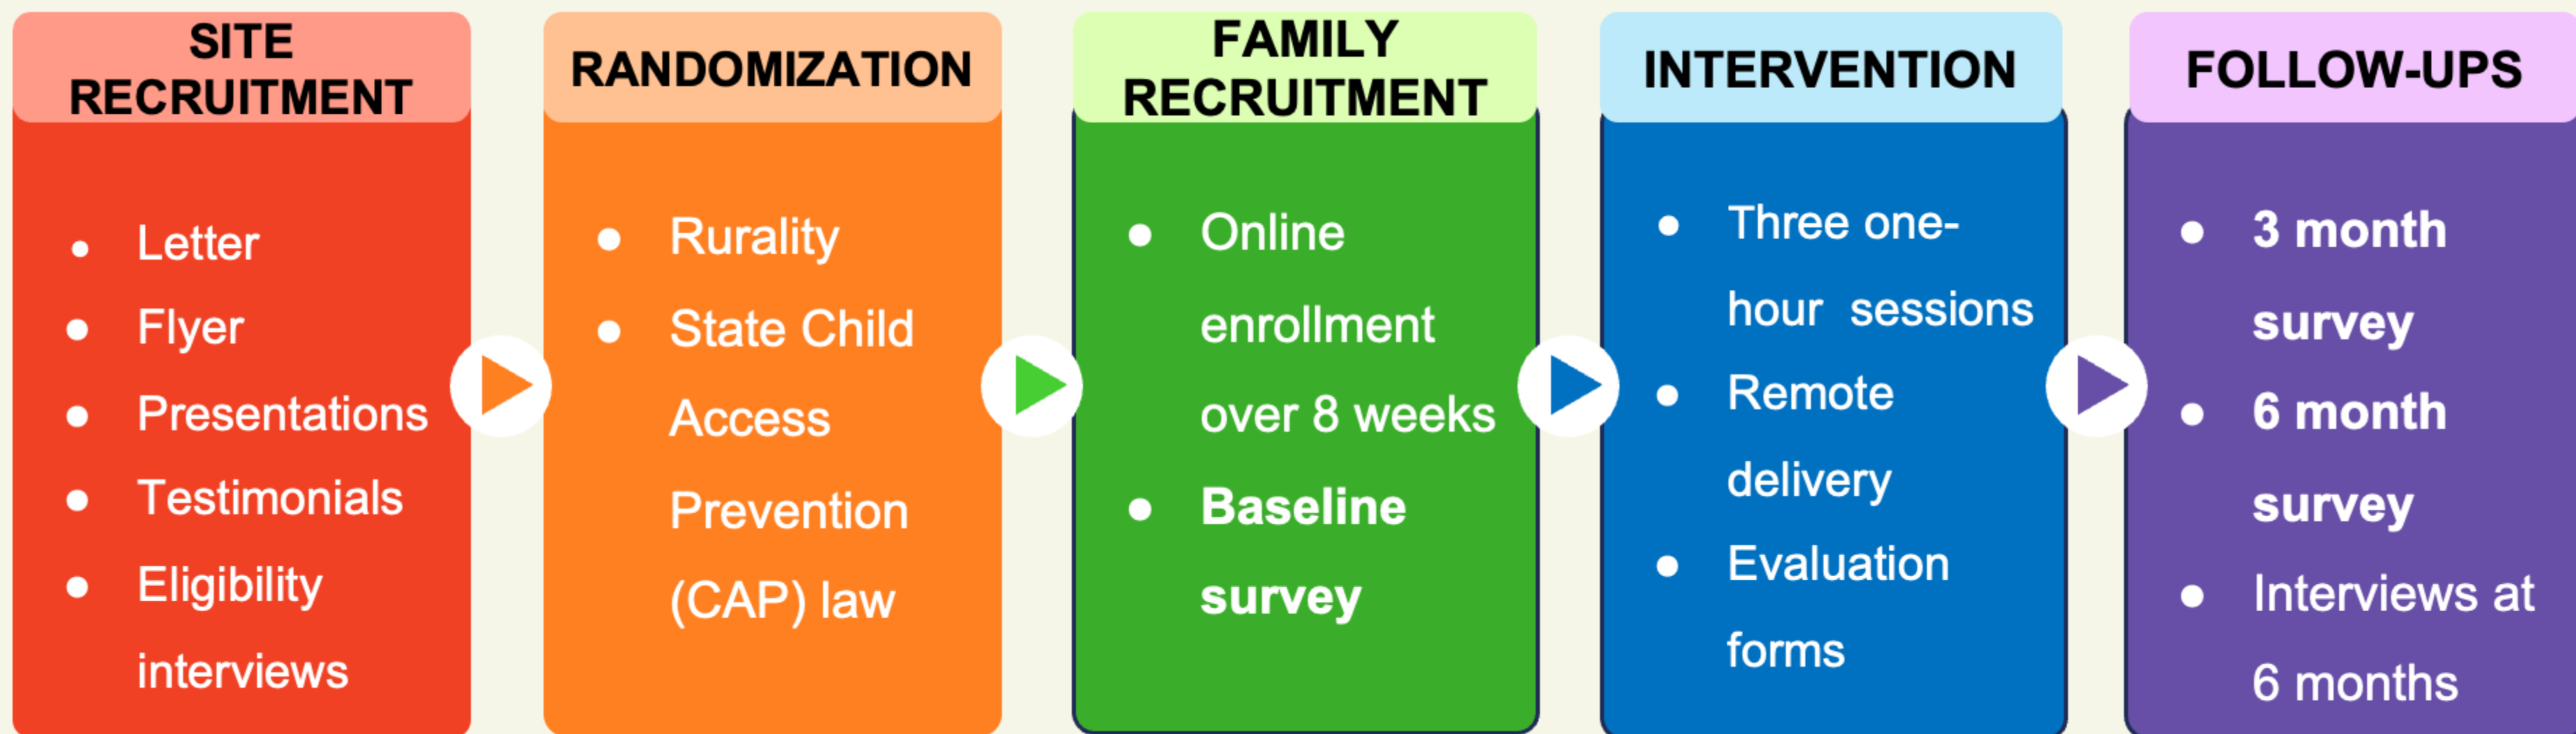 SITE
RECRUITMENT
• Letter
• Flyer
• Presentations
• Testimonials
• Eligibility
interviews
RANDOMIZATION
• Rurality
• State Child
Access
Prevention
(CAP) law
FAMILY
RECRUITMENT
• Online
enrollment
over 8 weeks
• Baseline
survey
INTERVENTION
• Three one-
hour sessions
• Remote
delivery
• Evaluation
forms
FOLLOW-UPS
• 3 month
survey
• 6 month
survey
• Interviews at
6 months